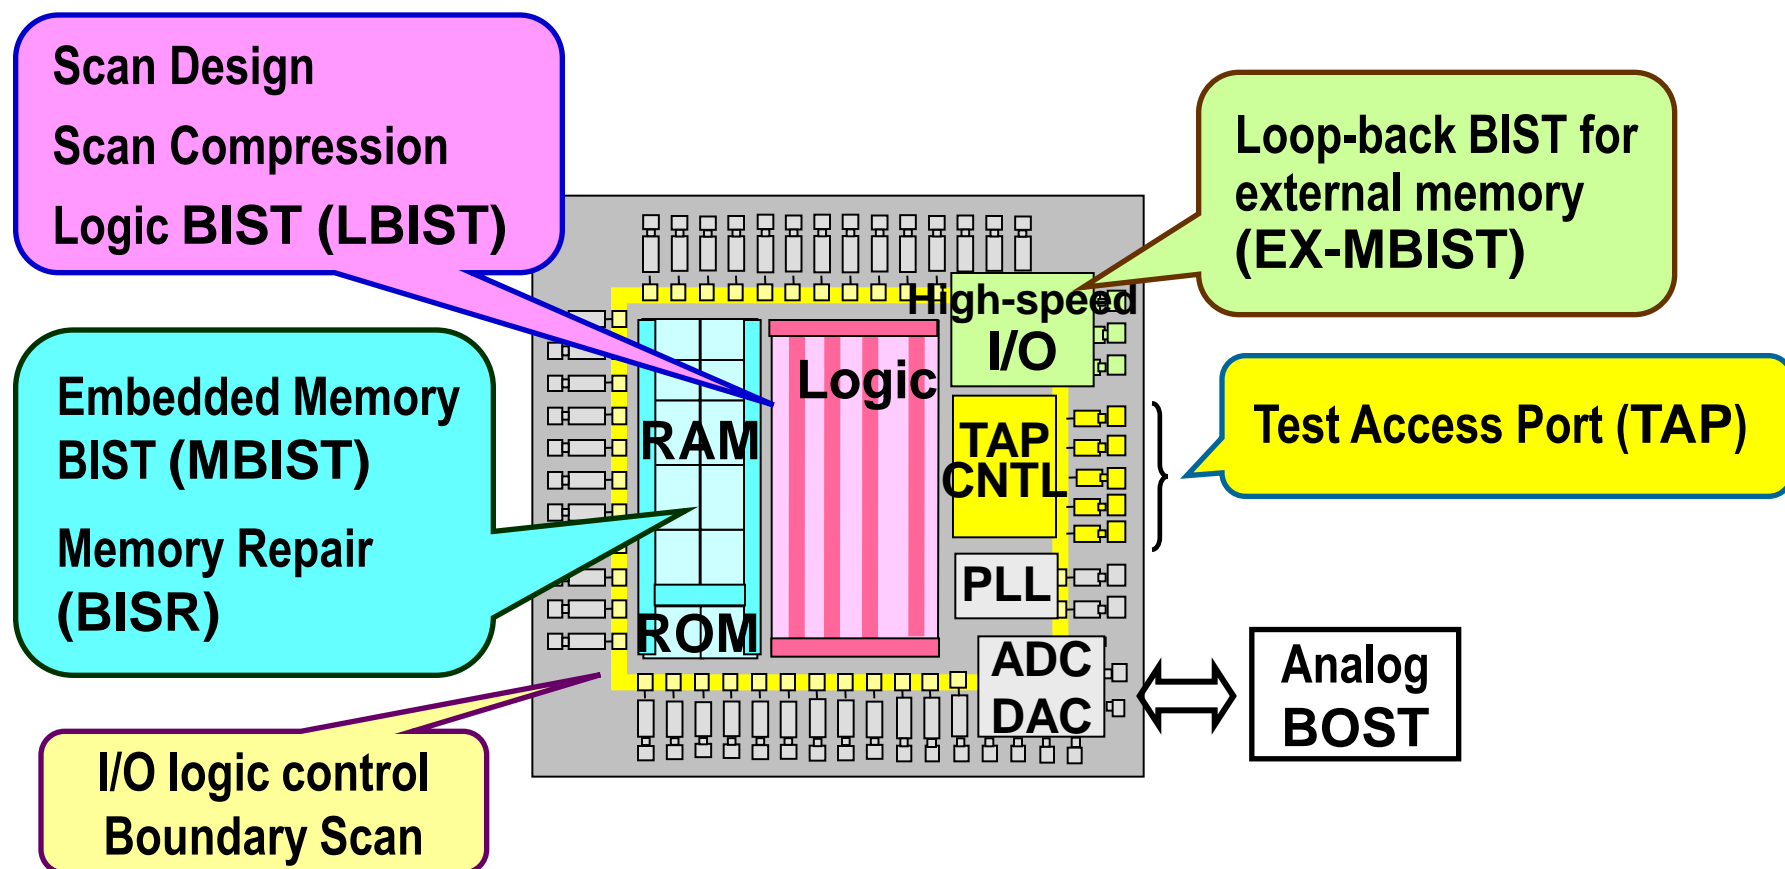 Scan Design
Scan Compression
Logic BIST (LBIST)
Loop-back BIST for
external memory
(EX-MBIST)
Embedded Memory
BIST (MBIST)
Memory Repair
(BISR)
High-speed
I/O
Logic
RAM
ROM
TAP
CNTL
Test Access Port (TAP)
PLL
ADC
DAC
Analog
BOST
I/O logic control
Boundary Scan